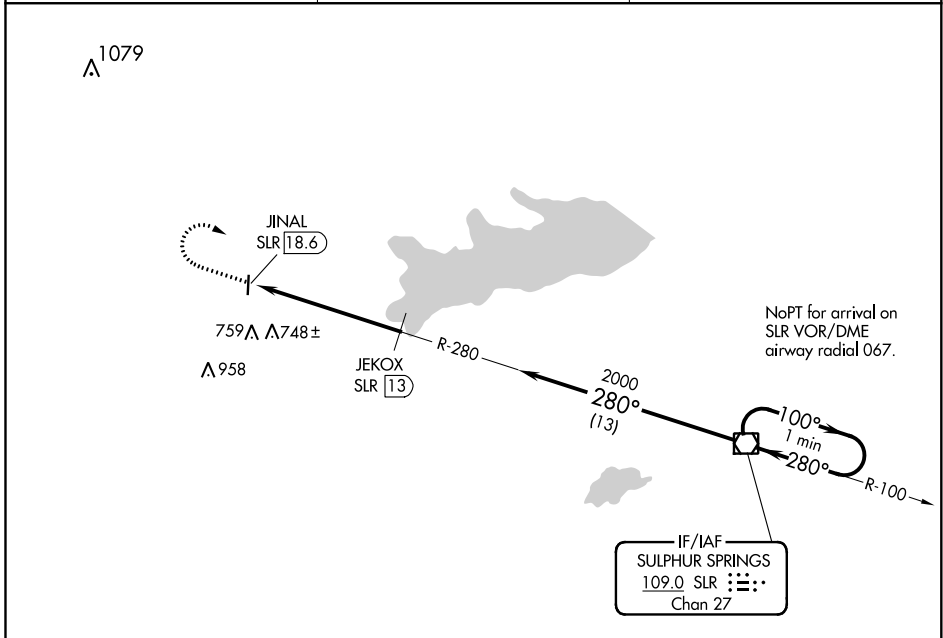 1079
JINAL
SLR 18.6
759 748±
958
JEKOX
SLR 13
R-280
NoPT for arrival on
SLR VOR/DME
airway radial 067.
2000
280°
(13)
100°
1 min
280°
R-100
IF/IAF
SULPHUR SPRINGS
109.0 SLR
Chan 27